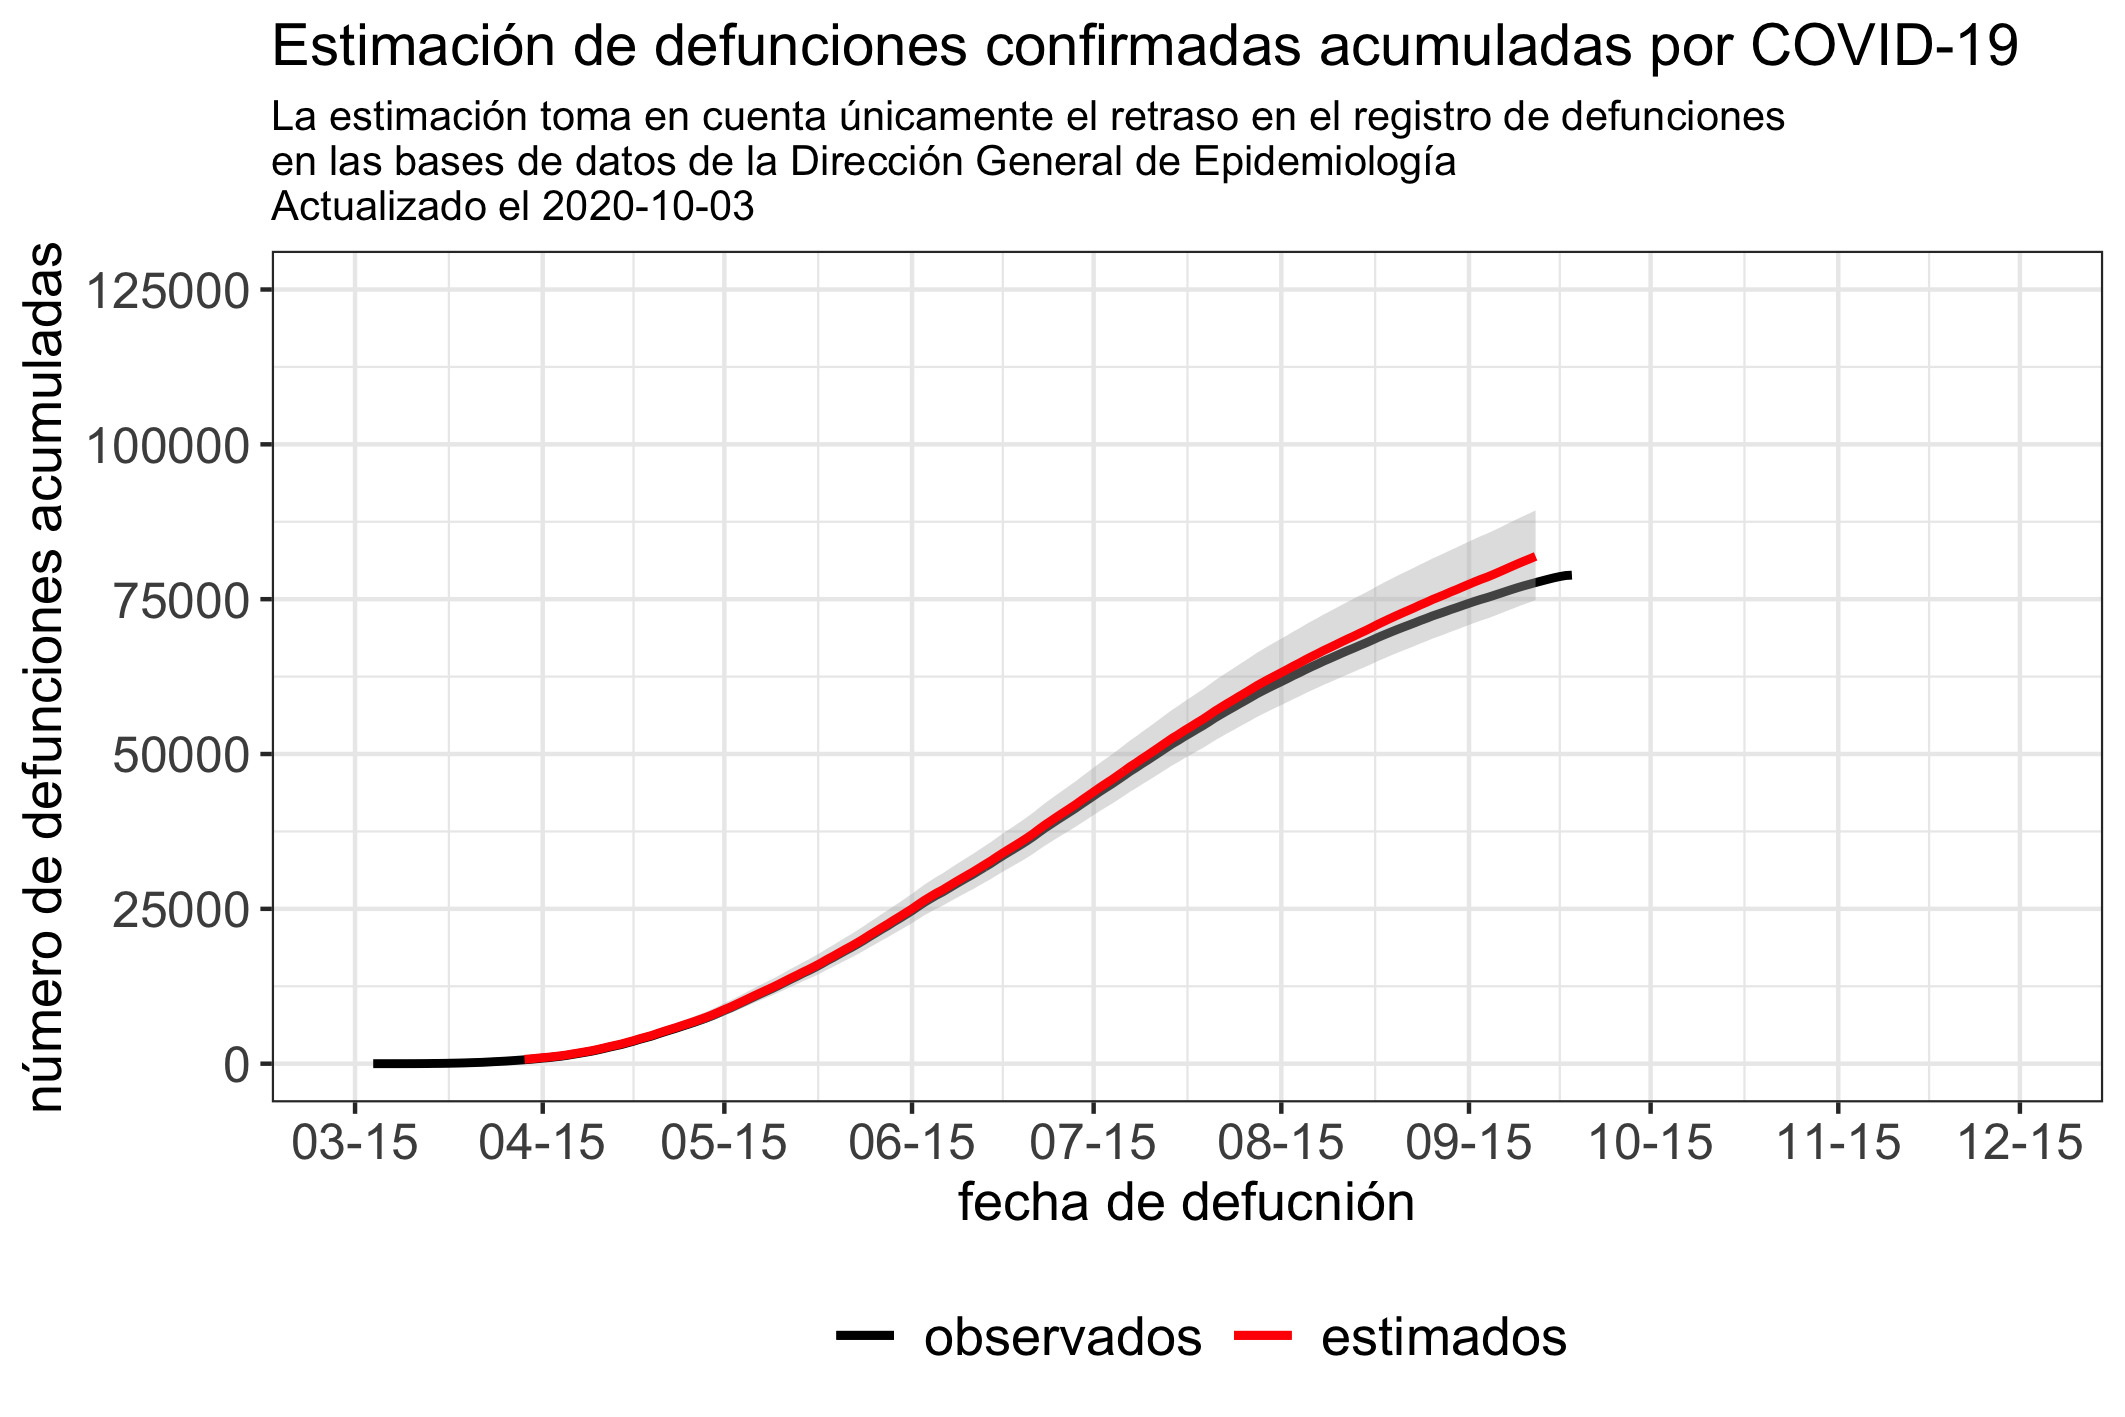 Estimación de defunciones confirmadas acumuladas por COVID-19
La estimación toma en cuenta únicamente el retraso en el registro de defunciones
en las bases de datos de la Dirección General de Epidemiología
Actualizado el 2020-10-03
número de defunciones acumuladas
125000
100000
75000
50000
25000
0
03-15 04-15 05-15 06-15 07-15 08-15 09-15 10-15 11-15 12-15
fecha de defucnión
observados estimados